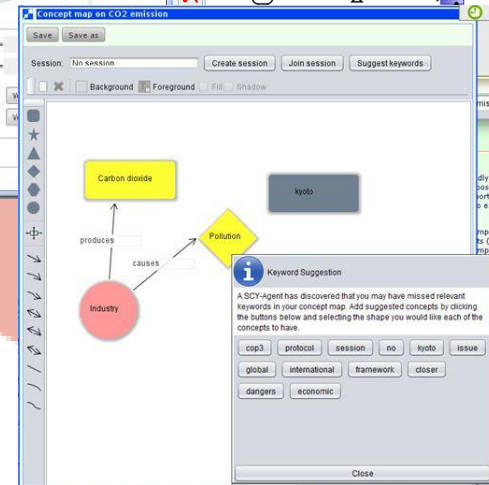 Concept map on CO2 emission
Save Save as
Session: No session Create session Join session Suggest keywords
Background Foreground Fill Shadow
Carbon dioxide
kyoto
produces
Pollution
causes
Industry
Keyword Suggestion
A SCY-Agent has discovered that you may have missed relevant
keywords in your concept map. Add suggested concepts by clicking
the buttons below and selecting the shape you would like each of the
concepts to have.
cop3 protocol session no kyoto issue
global international framework closer
dangers economic
Close